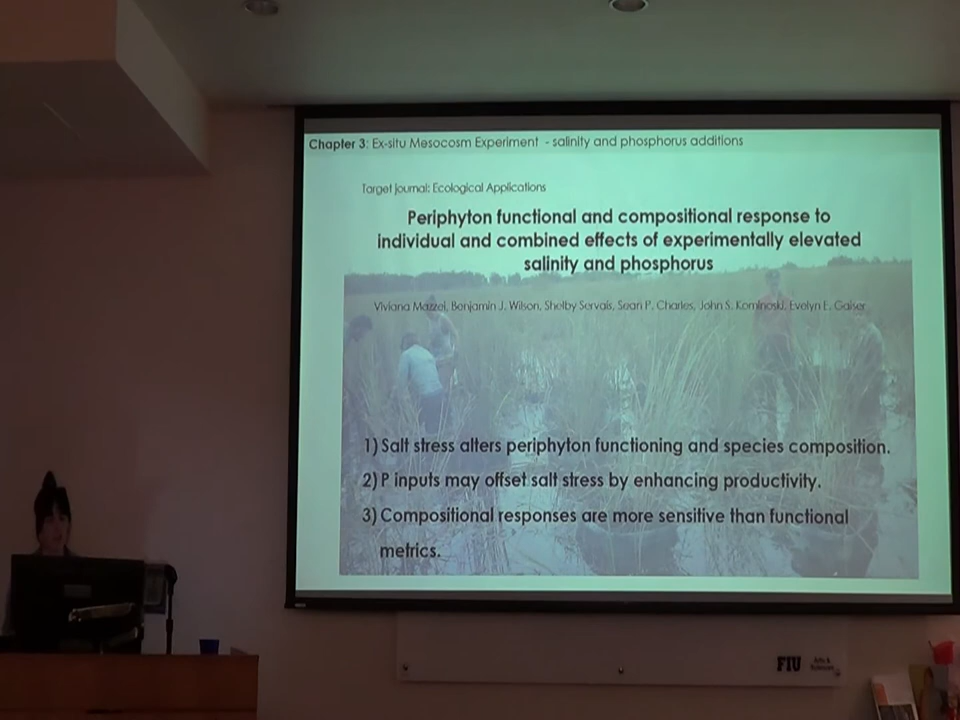 Chapter 3: Ex-situ Mesocosm Experiment - salinity and phosphorus additions
Target journal: Ecological Applications
Periphyton functional and compositional response to
individual and combined effects of experimentally elevated
salinity and phosphorus
Viviana Mazzei, Benjamin J. Wilson, Shelby Servais, Sean P. Charles, John S. Kominoski, Evelyn E. Gaiser
1) Salt stress alters periphyton functioning and species composition.
2) P inputs may offset salt stress by enhancing productivity.
3) Compositional responses are more sensitive than functional
metrics.
FIU